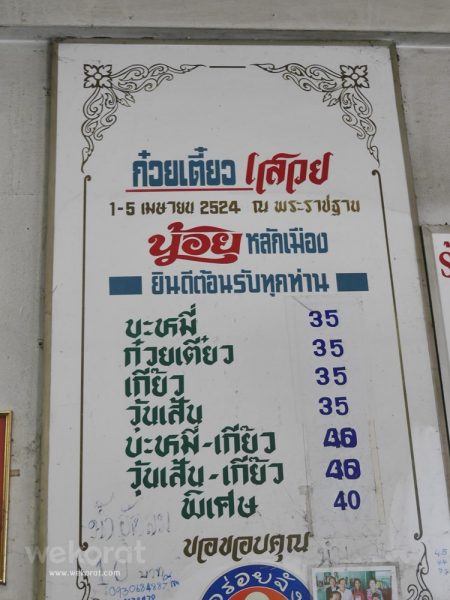 ก๋วยเตี๋ยว เสวย
1-5 เมษายน 2524 ณ พระราชฐาน
น้อย หลักเมือง
ยินดีต้อนรับทุกท่าน
บะหมี่ 35
ก๋วยเตี๋ยว 35
เกี๊ยว 35
วุ้นเส้น 35
บะหมี่-เกี๊ยว 40
วุ้นเส้น-เกี๊ยว 40
พิเศษ 40
ขอขอบคุณ
wekorat
www.wekorat.com